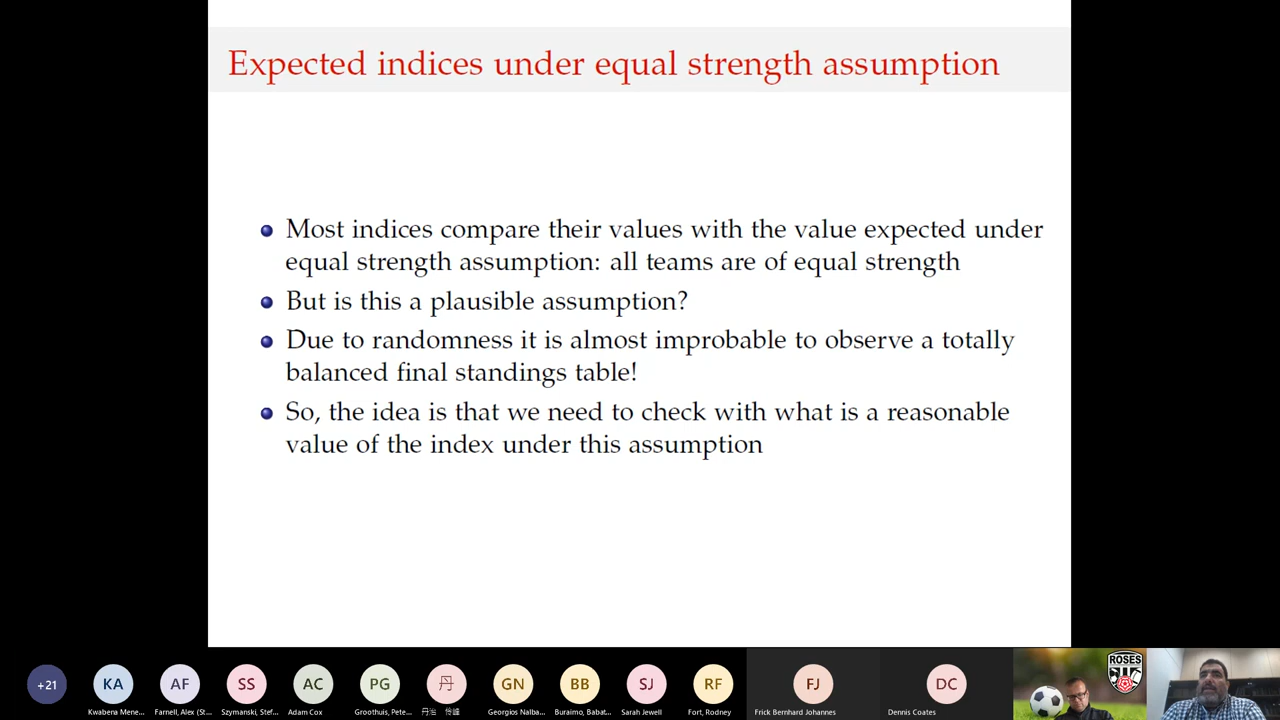 Expected indices under equal strength assumption
Most indices compare their values with the value expected under
equal strength assumption: all teams are of equal strength
But is this a plausible assumption?
Due to randomness it is almost improbable to observe a totally
balanced final standings table!
So, the idea is that we need to check with what is a reasonable
value of the index under this assumption
+21
KA
AF
SS
AC
PG
丹
GN
BB
SJ
RF
FJ
DC
ROSES
Kwabena Mene...
Farnell, Alex (St...
Szymanski, Stef...
Adam Cox
Groothuis, Pete...
丹治 伶峰
Georgios Nalba...
Buraimo, Babat...
Sarah Jewell
Fort, Rodney
Frick Bernhard Johannes
Dennis Coates